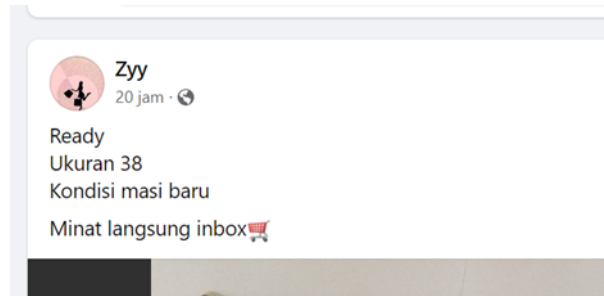 Zyy
20 jam ·
Ready
Ukuran 38
Kondisi masi baru
Minat langsung inbox🛒